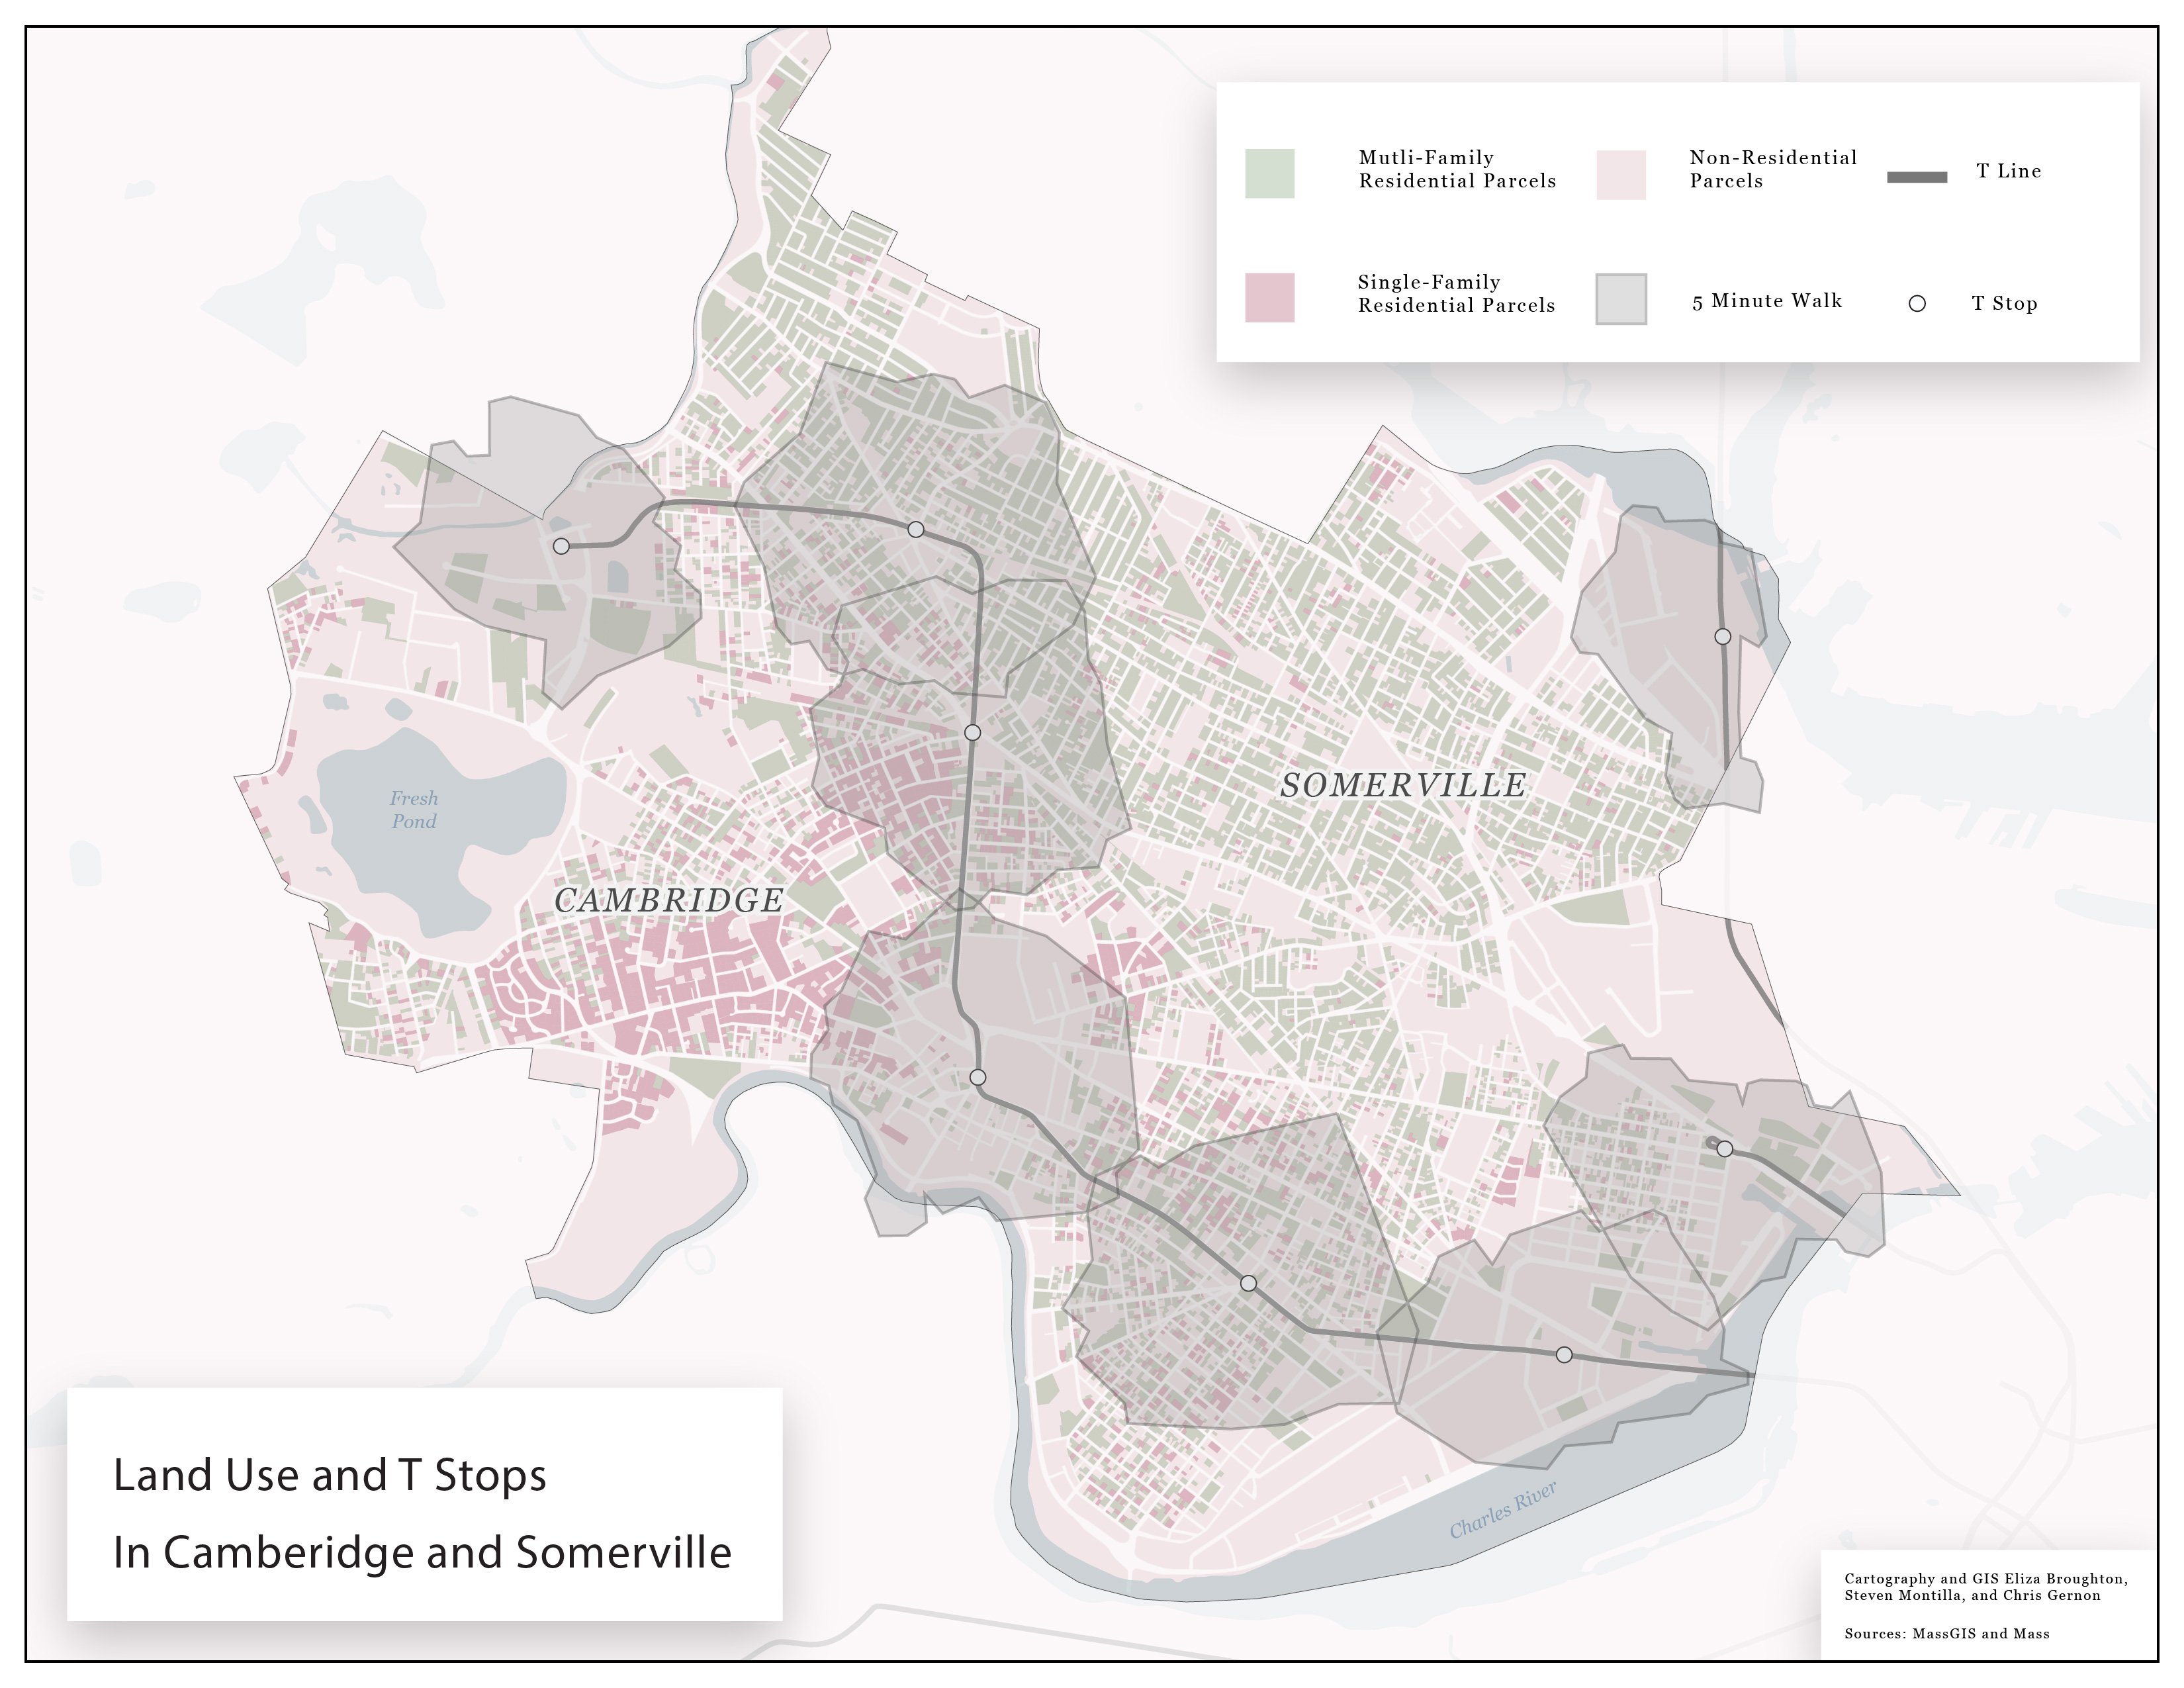 Mutli-Family
Residential Parcels
Non-Residential
Parcels
T Line
Single-Family
Residential Parcels
5 Minute Walk
T Stop
SOMERVILLE
Fresh
Pond
CAMBRIDGE
Charles River
Land Use and T Stops
In Camberidge and Somerville
Cartography and GIS Eliza Broughton,
Steven Montilla, and Chris Gernon
Sources: MassGIS and Mass